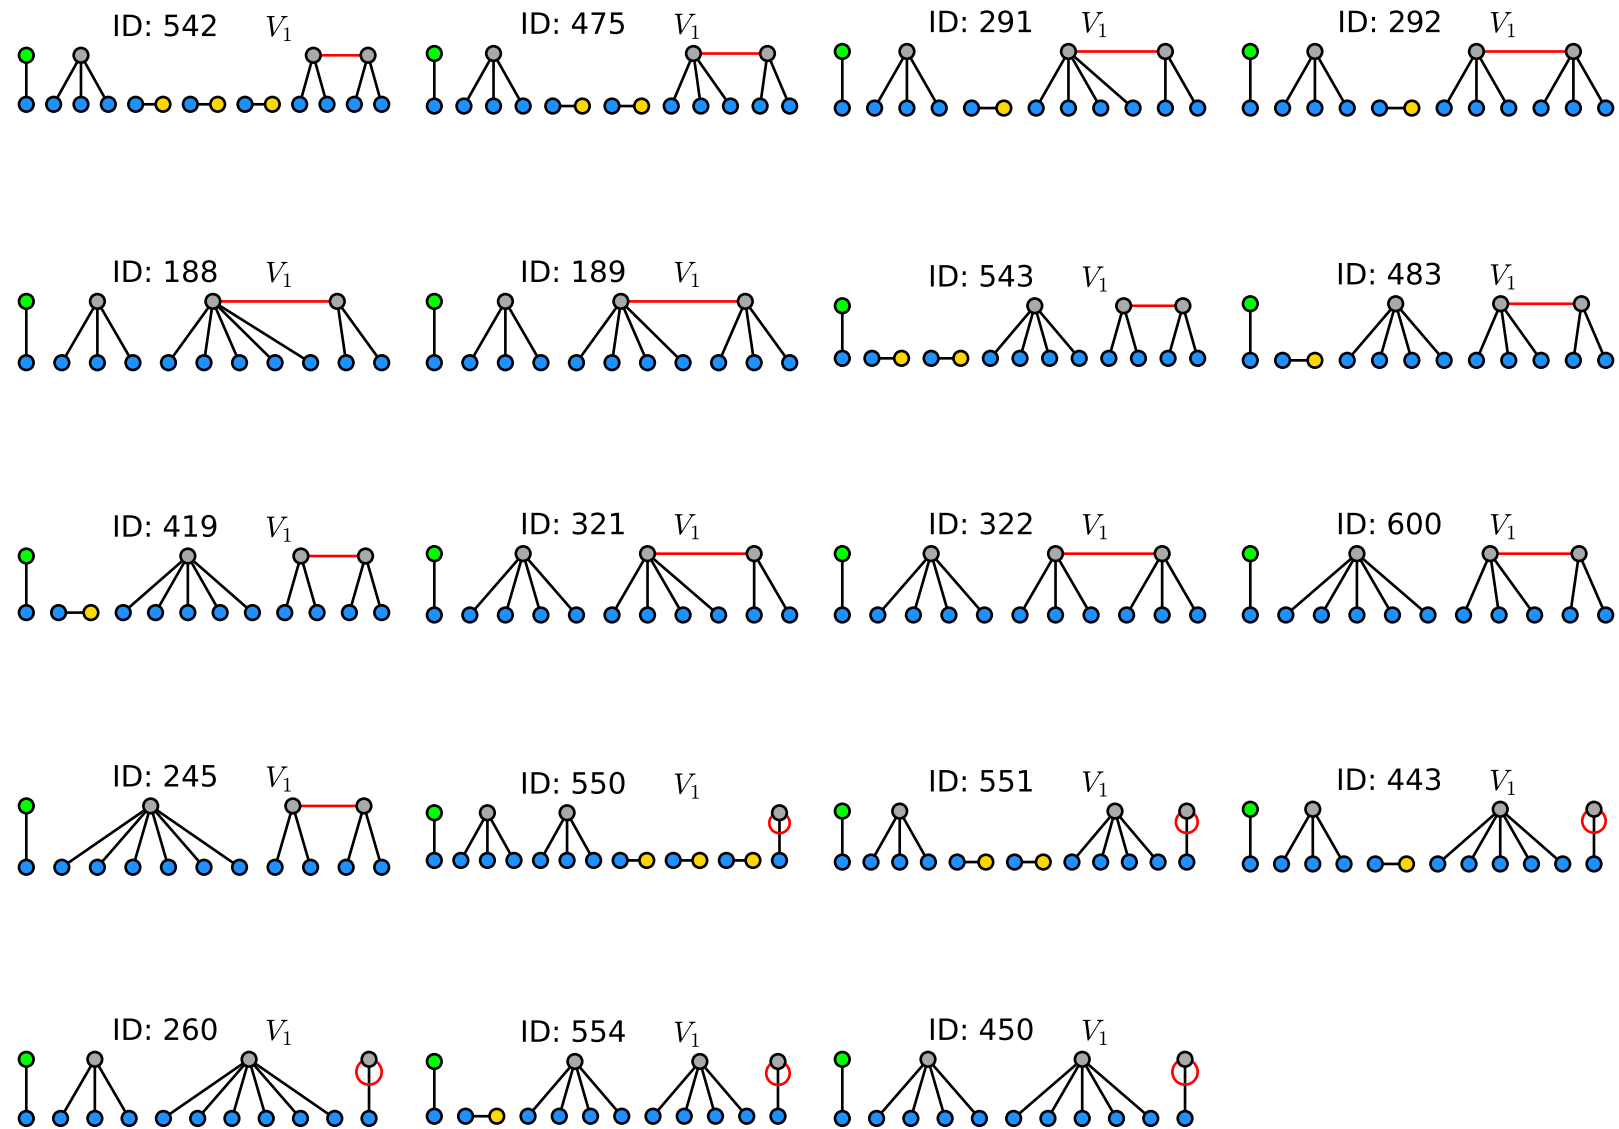 ID: 542 V₁
ID: 475 V₁
ID: 291 V₁
ID: 292 V₁
ID: 188 V₁
ID: 189 V₁
ID: 543 V₁
ID: 483 V₁
ID: 419 V₁
ID: 321 V₁
ID: 322 V₁
ID: 600 V₁
ID: 245 V₁
ID: 550 V₁
ID: 551 V₁
ID: 443 V₁
ID: 260 V₁
ID: 554 V₁
ID: 450 V₁